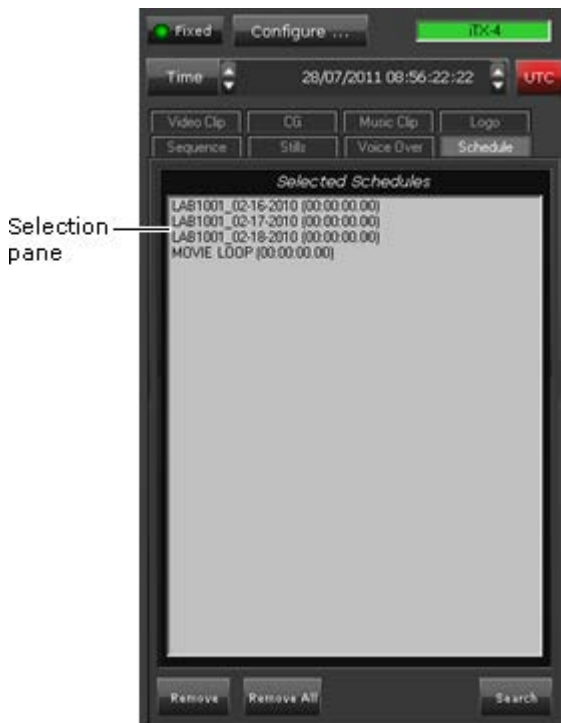 Fixed Configure ... iTX-4
Time 28/07/2011 08:56:22:22 UTC
Video Clip CG Music Clip Logo
Sequence Stills Voice Over Schedule
Selected Schedules
LAB1001_02-16-2010 (00:00:00.00)
LAB1001_02-17-2010 (00:00:00.00)
LAB1001_02-18-2010 (00:00:00.00)
MOVIE LOOP (00:00:00.00)
Selection
pane
Remove Remove All Search